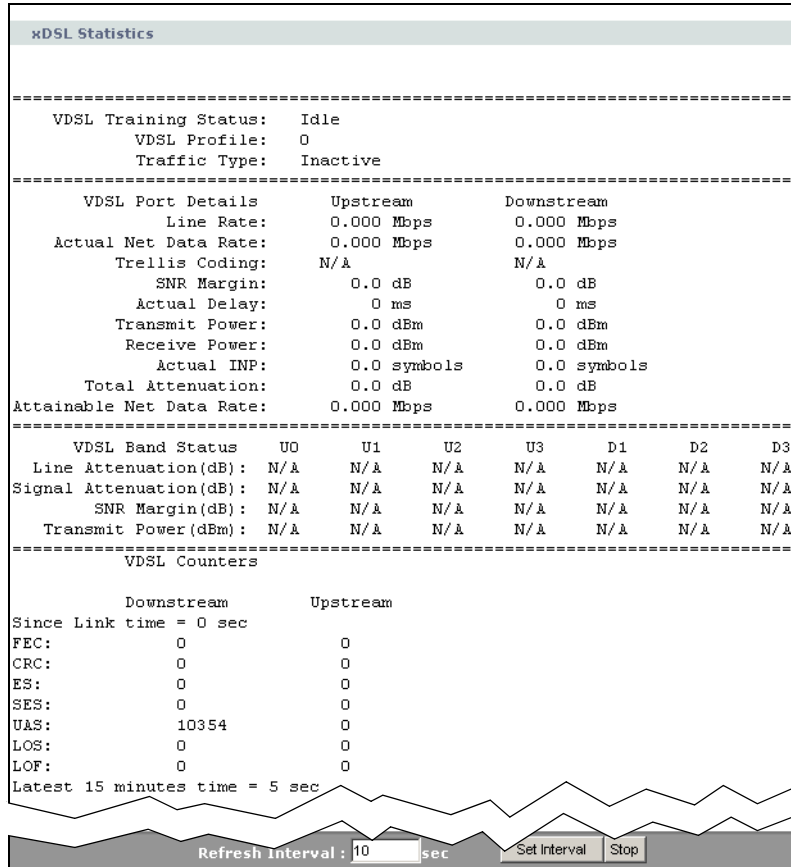 xDSL Statistics
============================================================
VDSL Training Status: Idle
VDSL Profile: 0
Traffic Type: Inactive
============================================================
VDSL Port Details Upstream Downstream
Line Rate: 0.000 Mbps 0.000 Mbps
Actual Net Data Rate: 0.000 Mbps 0.000 Mbps
Trellis Coding: N/A N/A
SNR Margin: 0.0 dB 0.0 dB
Actual Delay: 0 ms 0 ms
Transmit Power: 0.0 dBm 0.0 dBm
Receive Power: 0.0 dBm 0.0 dBm
Actual INP: 0.0 symbols 0.0 symbols
Total Attenuation: 0.0 dB 0.0 dB
Attainable Net Data Rate: 0.000 Mbps 0.000 Mbps
============================================================
VDSL Band Status U0 U1 U2 U3 D1 D2 D3
Line Attenuation(dB): N/A N/A N/A N/A N/A N/A N/A
Signal Attenuation(dB): N/A N/A N/A N/A N/A N/A N/A
SNR Margin(dB): N/A N/A N/A N/A N/A N/A N/A
Transmit Power(dBm): N/A N/A N/A N/A N/A N/A N/A
============================================================
VDSL Counters
Downstream Upstream
Since Link time = 0 sec
FEC: 0 0
CRC: 0 0
ES: 0 0
SES: 0 0
UAS: 10354 0
LOS: 0 0
LOF: 0 0
Latest 15 minutes time = 5 sec
Refresh Interval : 10 sec Set Interval Stop